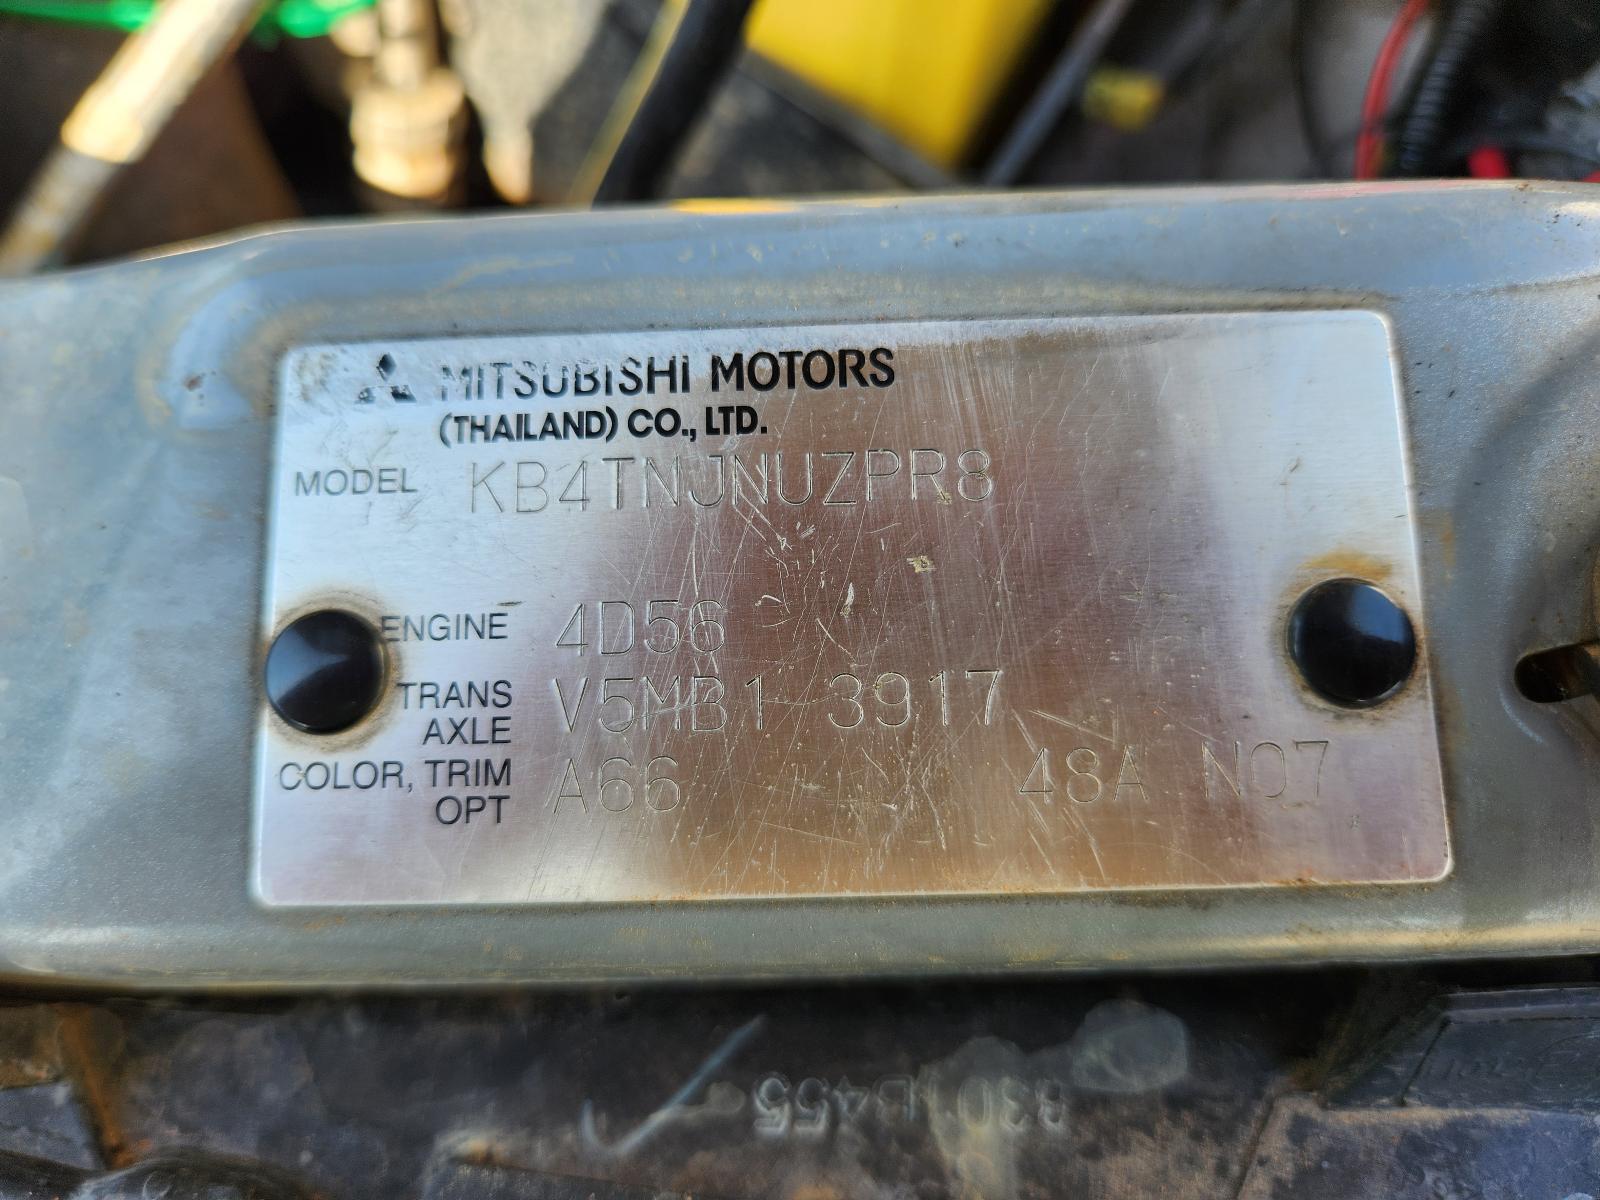 MITSUBISHI MOTORS
(THAILAND) CO., LTD.
MODEL KB4TNJNUZPR8
ENGINE 4D56
TRANS AXLE V5MB1 3917
COLOR, TRIM OPT A66 48A N07